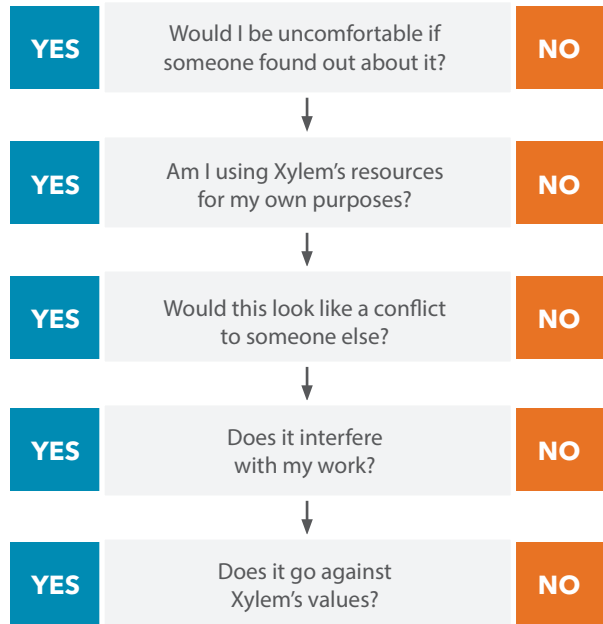 YES
Would I be uncomfortable if
someone found out about it?
NO
YES
Am I using Xylem’s resources
for my own purposes?
NO
YES
Would this look like a conflict
to someone else?
NO
YES
Does it interfere
with my work?
NO
YES
Does it go against
Xylem’s values?
NO